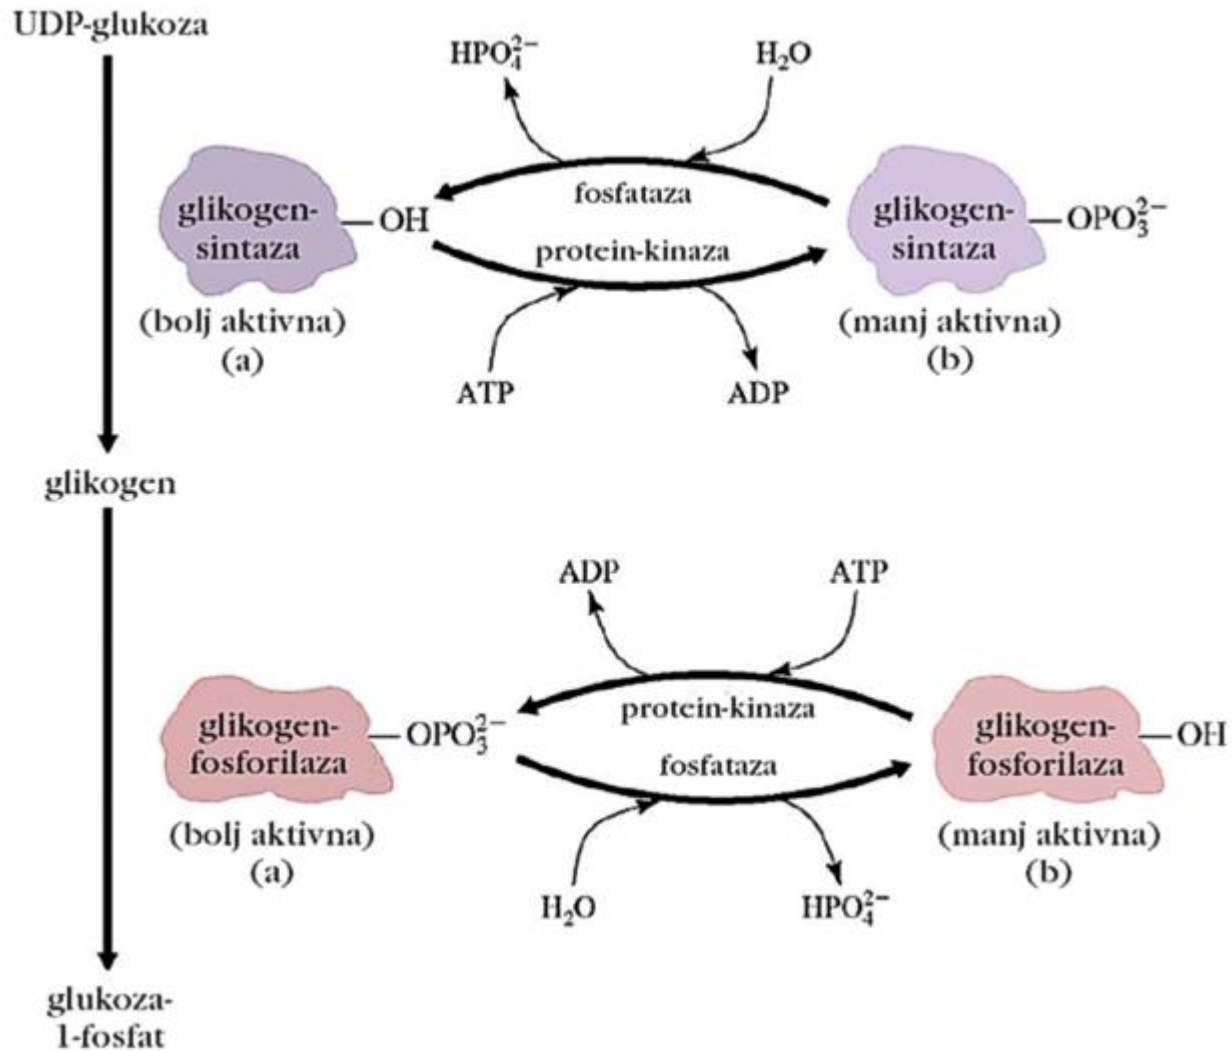 UDP-glukoza
HPO₄²⁻
H₂O
fosfataza
glikogen-
sintaza
OH
protein-kinaza
glikogen-
sintaza
OPO₃²⁻
(bolj aktivna)
(a)
(manj aktivna)
(b)
ATP
ADP
glikogen
ADP
ATP
protein-kinaza
glikogen-
fosforilaza
OPO₃²⁻
fosfataza
glikogen-
fosforilaza
OH
(bolj aktivna)
(a)
(manj aktivna)
(b)
H₂O
HPO₄²⁻
glukoza-
1-fosfat